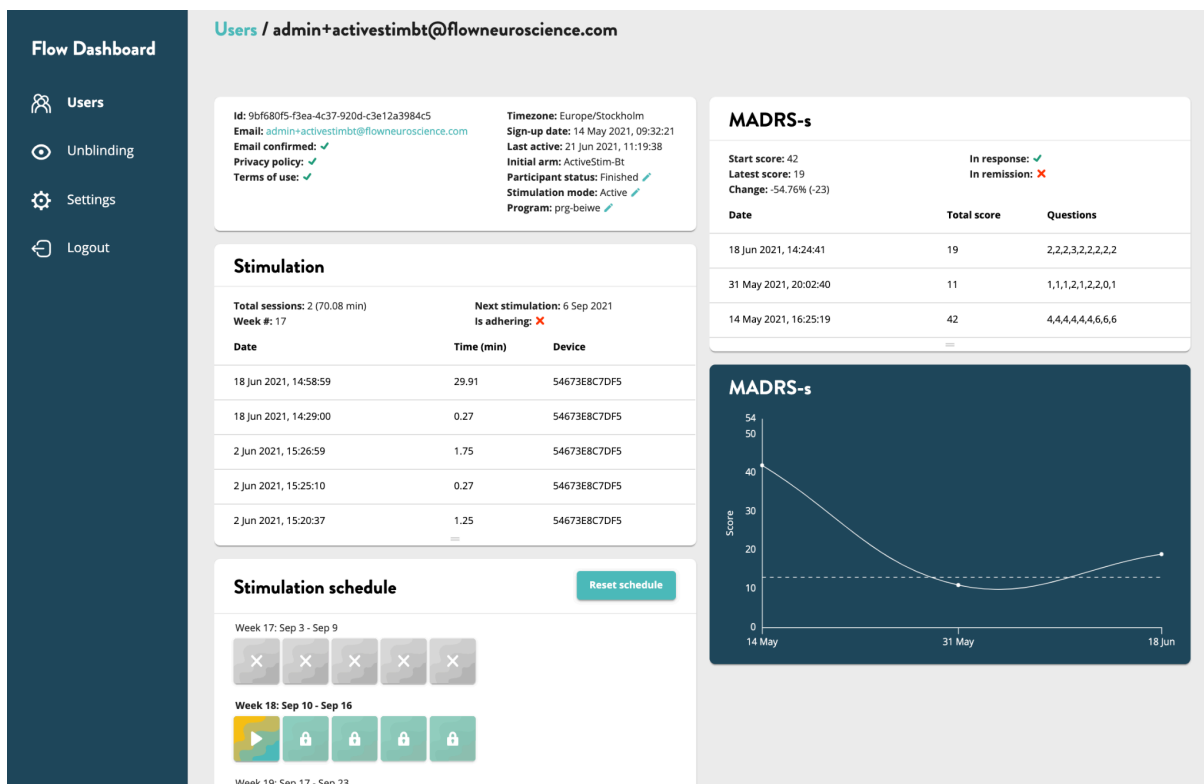 Flow Dashboard
Users
Unblinding
Settings
Logout
Users / admin+activestimbt@flowneuroscience.com
Id: 9bf680f5-f3ea-4c37-920d-c3e12a3984c5
Email: admin+activestimbt@flowneuroscience.com
Email confirmed:
Privacy policy:
Terms of use:
Timezone: Europe/Stockholm
Sign-up date: 14 May 2021, 09:32:21
Last active: 21 Jun 2021, 11:19:38
Initial arm: ActiveStim-Bt
Participant status: Finished
Stimulation mode: Active
Program: prg-beiwe
Stimulation
Total sessions: 2 (70.08 min)
Week #: 17
Next stimulation: 6 Sep 2021
Is adhering:
Date Time (min) Device
18 Jun 2021, 14:58:59 29.91 54673E8C7DF5
18 Jun 2021, 14:29:00 0.27 54673E8C7DF5
2 Jun 2021, 15:26:59 1.75 54673E8C7DF5
2 Jun 2021, 15:25:10 0.27 54673E8C7DF5
2 Jun 2021, 15:20:37 1.25 54673E8C7DF5
Stimulation schedule
Reset schedule
Week 17: Sep 3 - Sep 9
Week 18: Sep 10 - Sep 16
Week 19: Sep 17 - Sep 23
MADRS-s
Start score: 42
Latest score: 19
Change: -54.76% (-23)
In response:
In remission:
Date Total score Questions
18 Jun 2021, 14:24:41 19 2,2,2,3,2,2,2,2,2
31 May 2021, 20:02:40 11 1,1,1,2,1,2,2,0,1
14 May 2021, 16:25:19 42 4,4,4,4,4,4,6,6,6
MADRS-s
54
50
40
30
20
10
0
Score
14 May 31 May 18 Jun